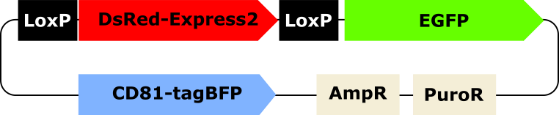 LoxP DsRed-Express2 LoxP EGFP
CD81-tagBFP AmpR PuroR